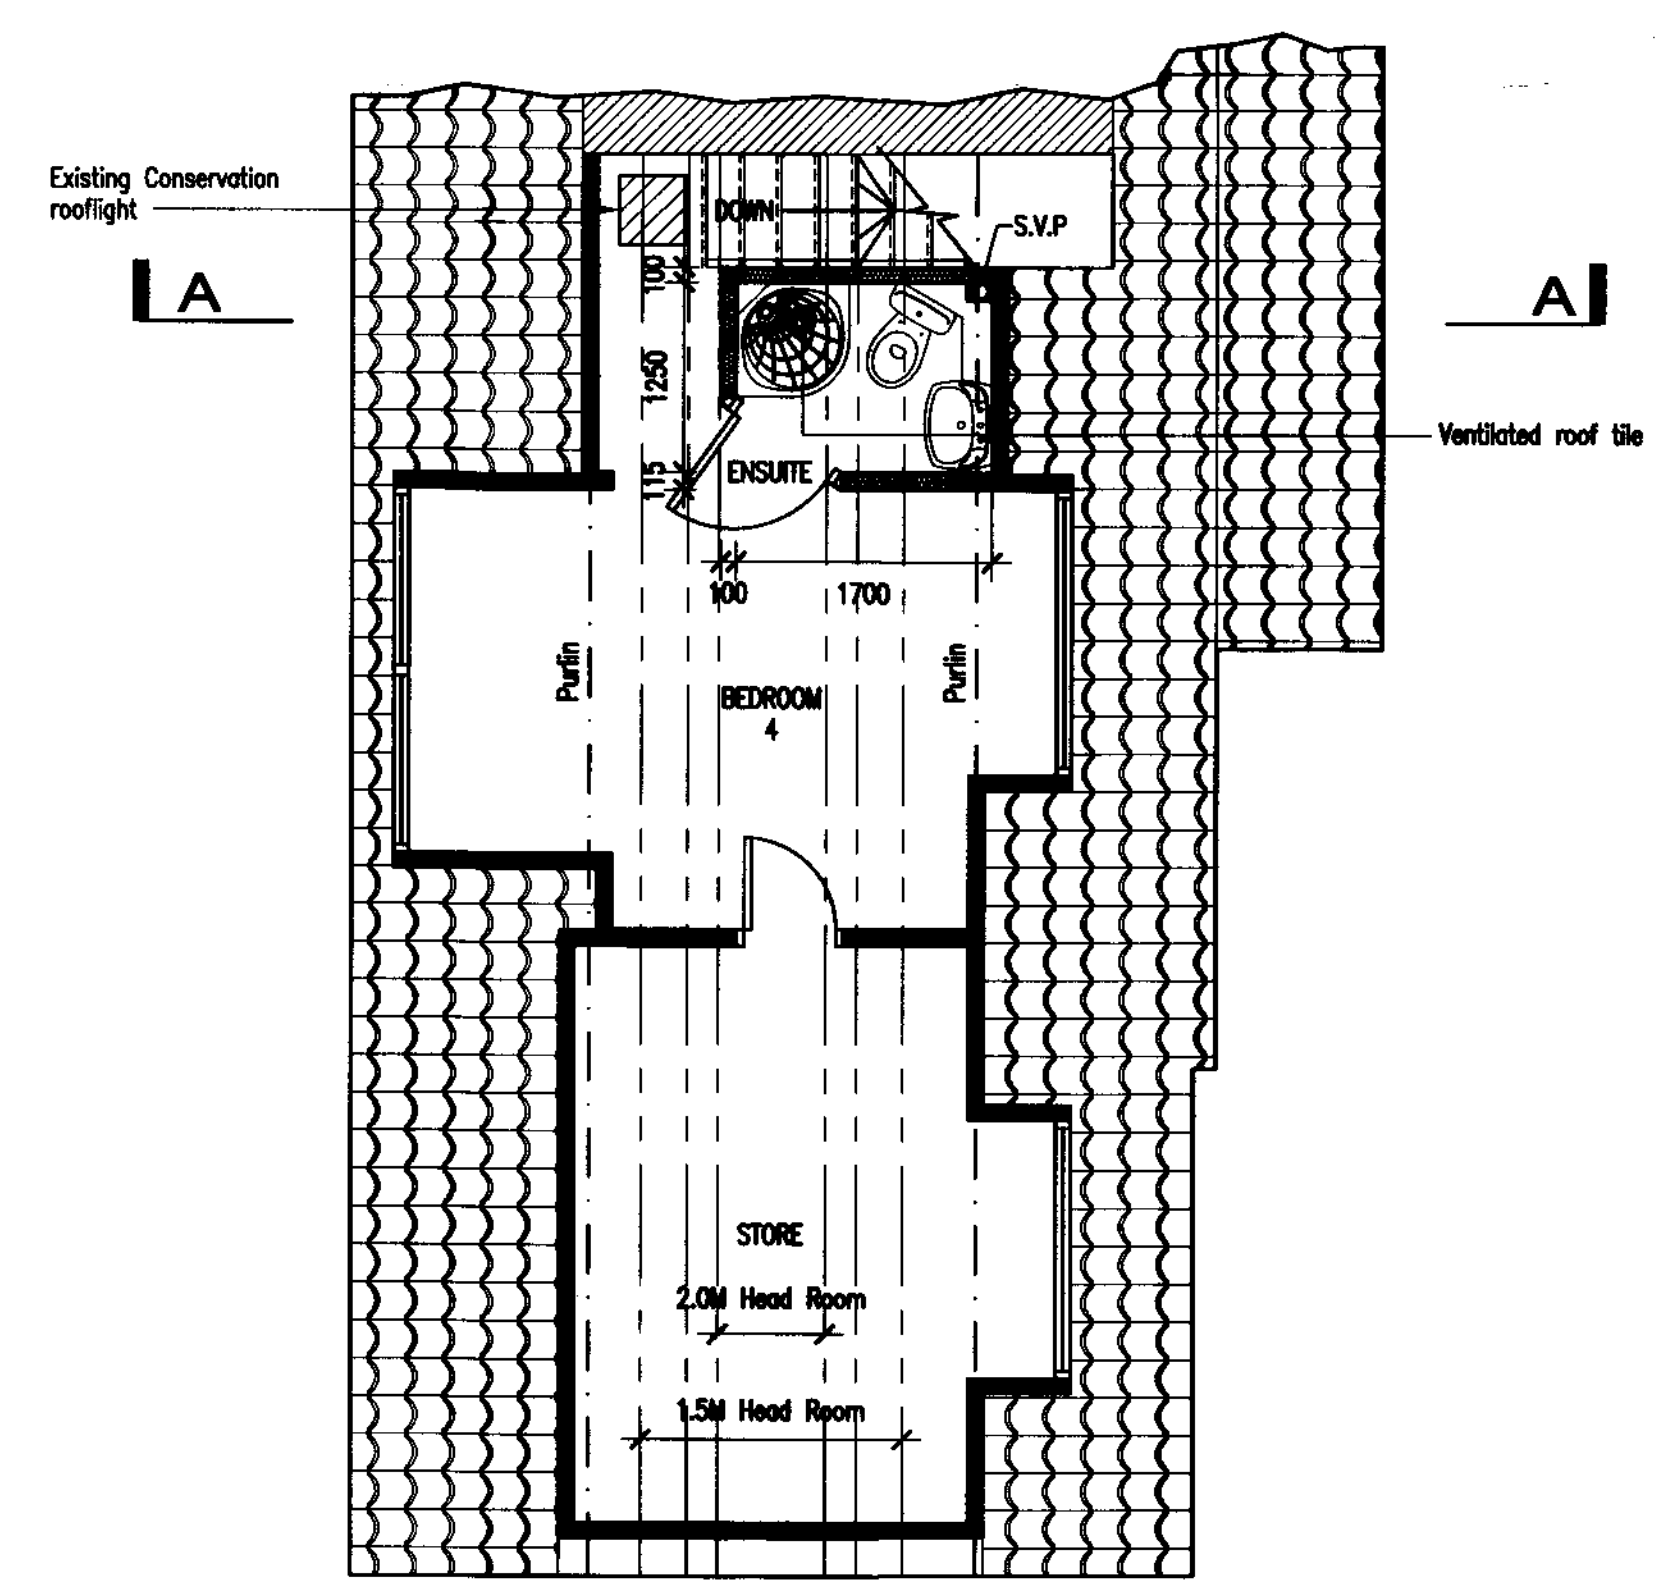 Existing Conservation
rooflight
DOWN
S.V.P
A
A
100
1250
115
Ventilated roof tile
ENSUITE
100
1700
Purlin
Purlin
BEDROOM
4
STORE
2.0M Head Room
1.5M Head Room